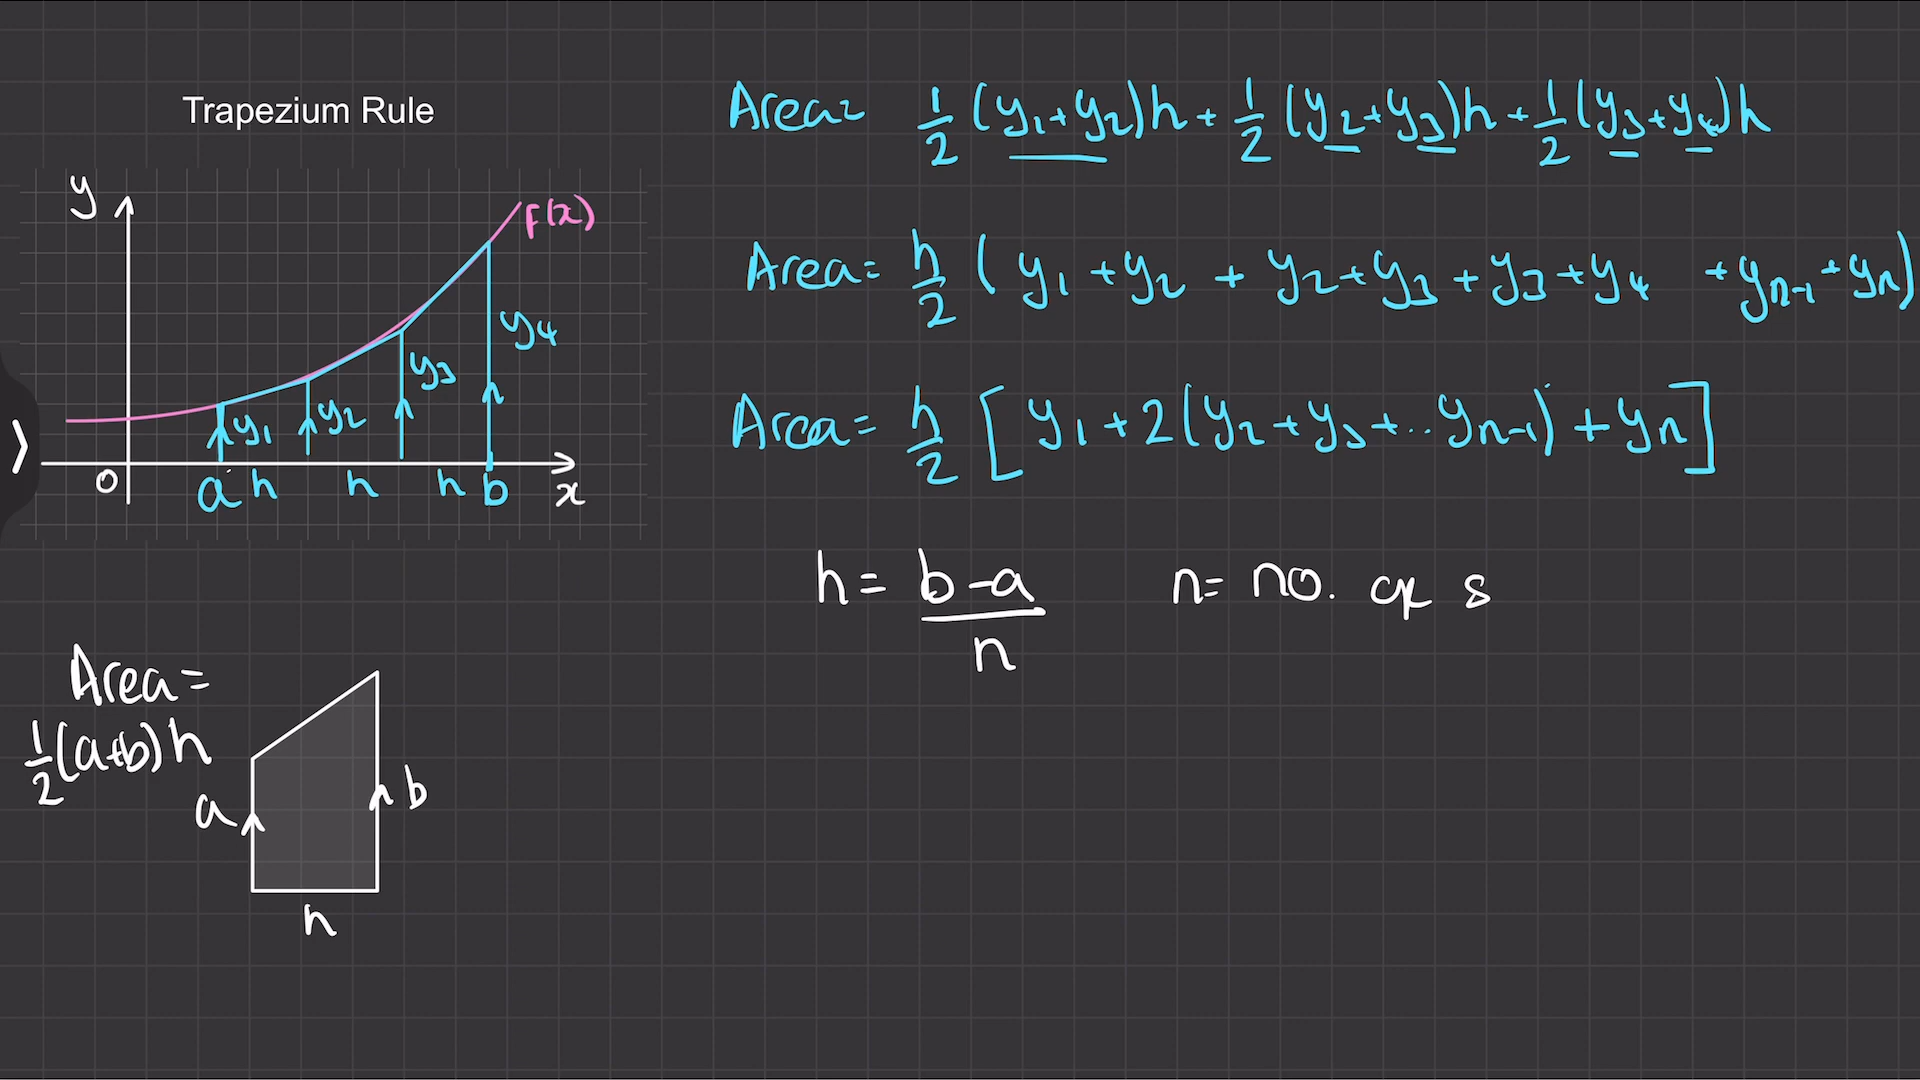 Trapezium Rule
y
F(x)
y₄
y₃
y₂
y₁
0
a h h h b
x
Area= ½(y₁+y₂)h+½(y₂+y₃)h+½(y₃+y₄)h
Area= h/2 (y₁+y₂ + y₂+y₃+y₃+y₄ +yₙ₋₁+yₙ)
Area= h/2 [y₁+2(y₂+y₃+..yₙ₋₁)+yₙ]
h= b-a/n n= no. of s
Area=
½(a+b)h
a
b
h